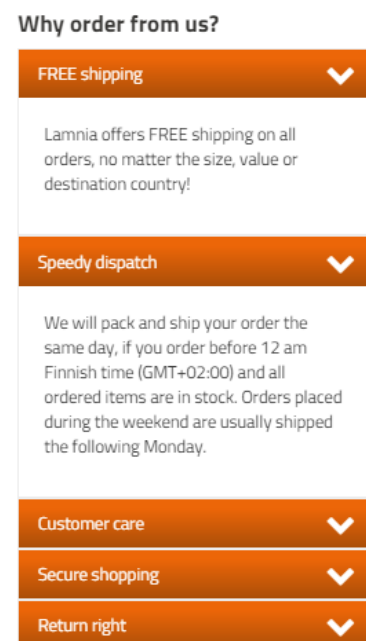 Why order from us?
FREE shipping
Lamnia offers FREE shipping on all
orders, no matter the size, value or
destination country!
Speedy dispatch
We will pack and ship your order the
same day, if you order before 12 am
Finnish time (GMT+02:00) and all
ordered items are in stock. Orders placed
during the weekend are usually shipped
the following Monday.
Customer care
Secure shopping
Return right